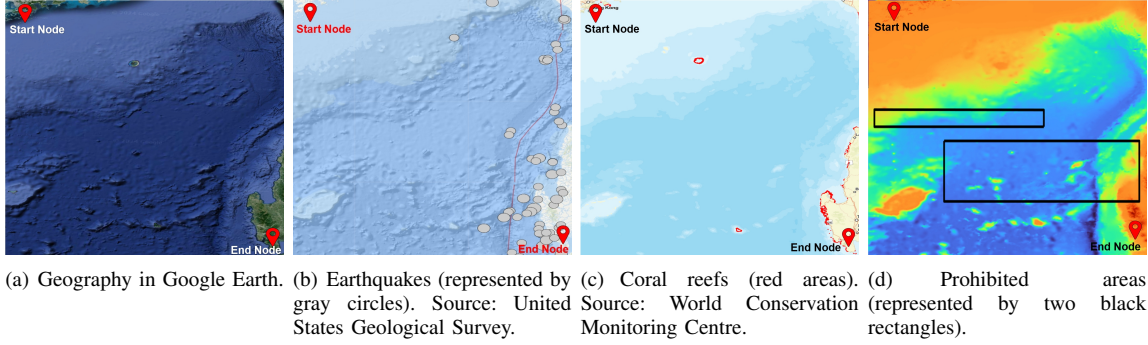 Start Node
End Node
Start Node
End Node
Start Node
End Node
Start Node
End Node
(a) Geography in Google Earth.
(b) Earthquakes (represented by
gray circles). Source: United
States Geological Survey.
(c) Coral reefs (red areas).
Source: World Conservation
Monitoring Centre.
(d) Prohibited areas
(represented by two black
rectangles).